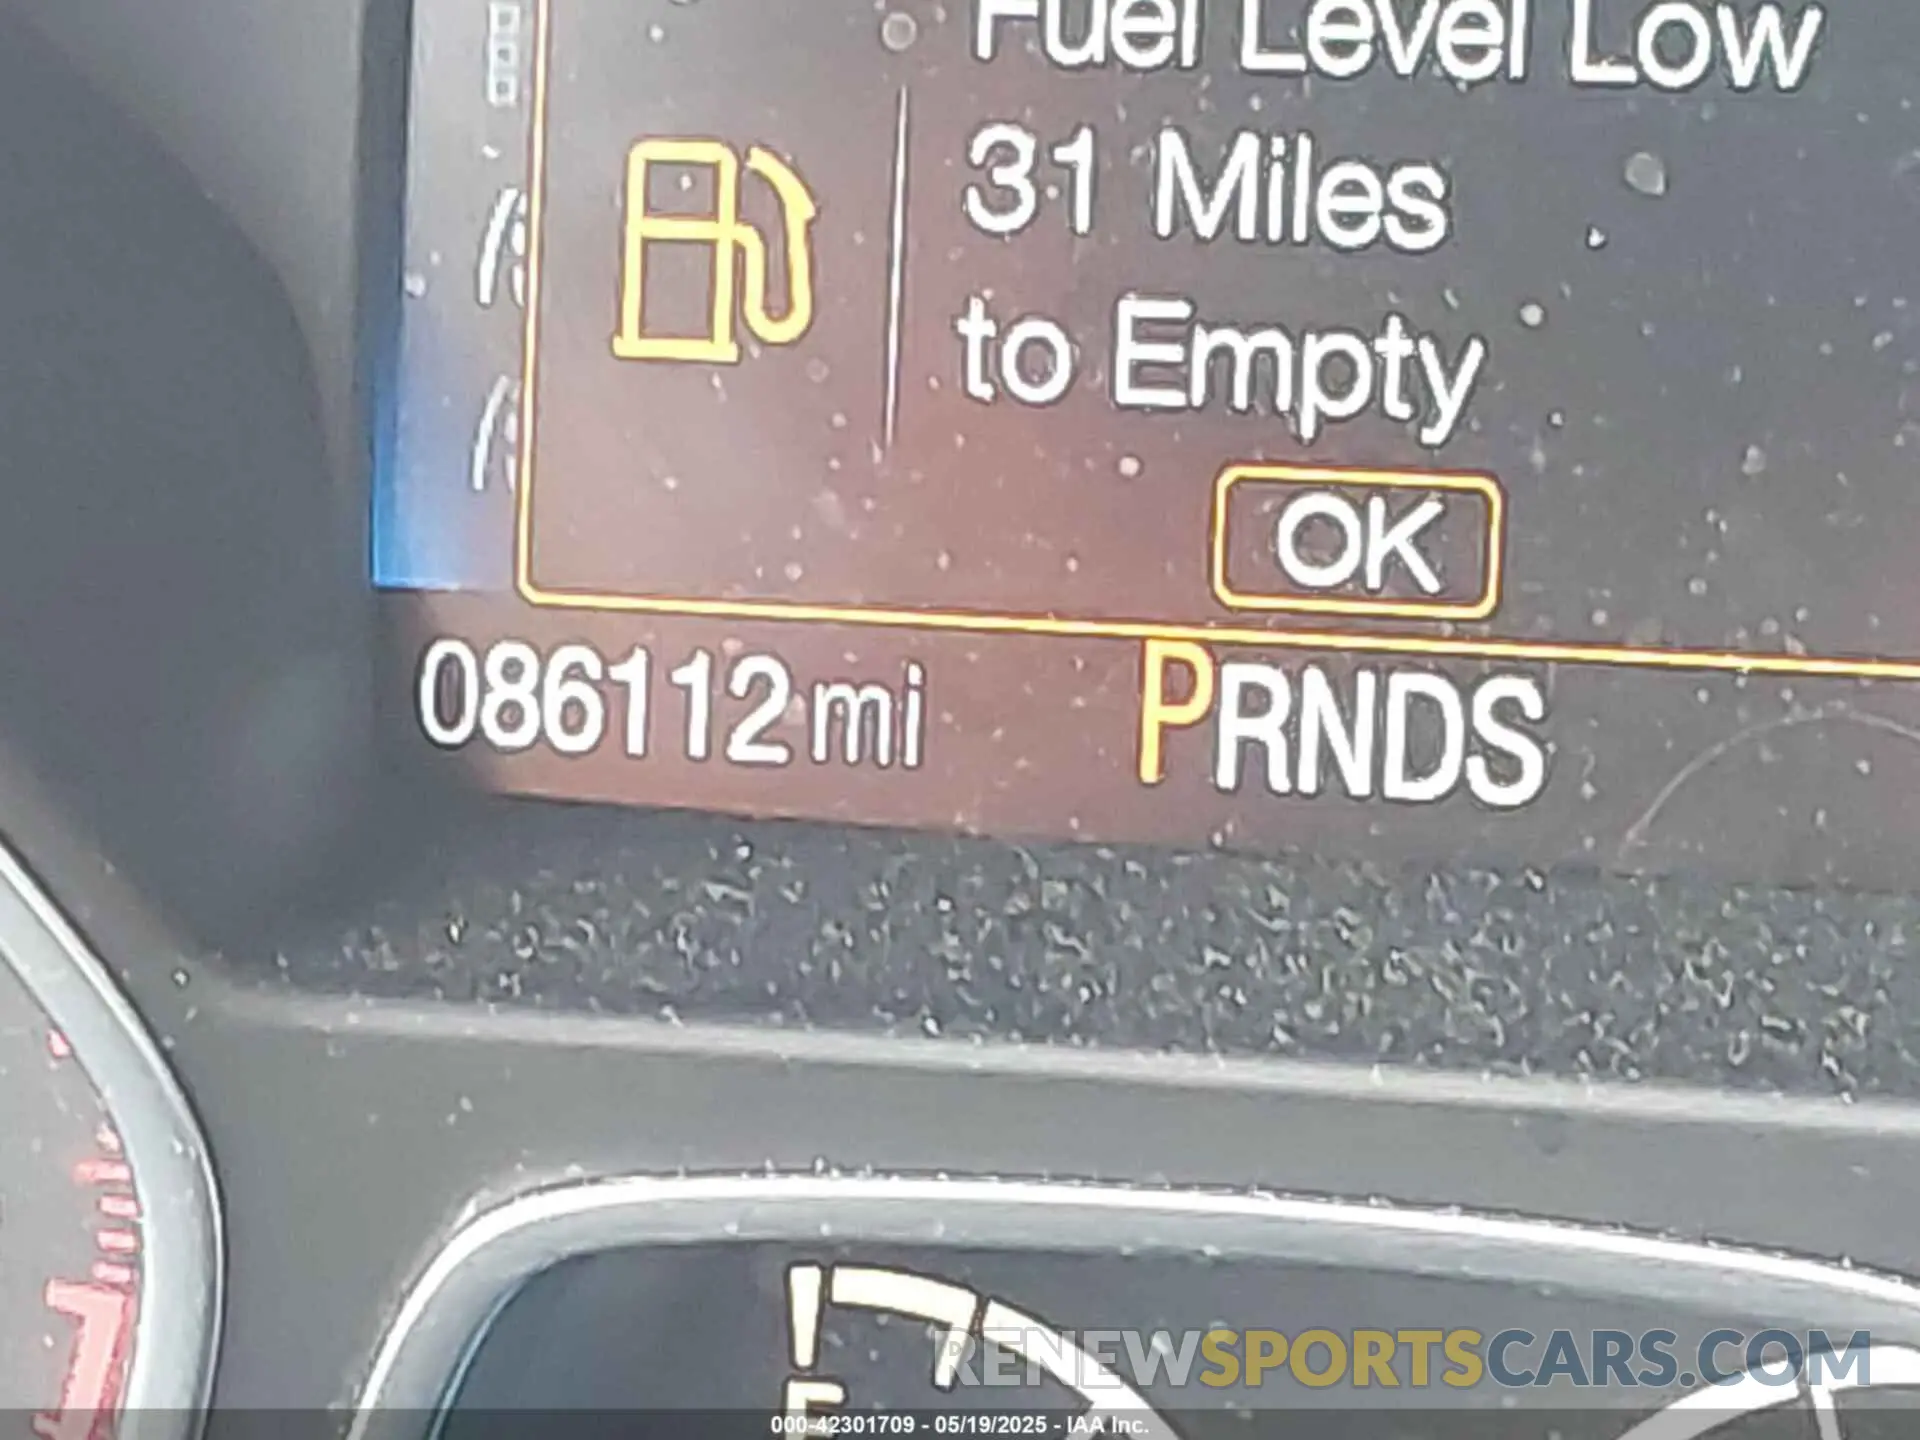 Fuel Level Low
31 Miles
to Empty
OK
086112 mi PRNDS
E
RENEWSPORTSCARS.COM
000-42301709 - 05/19/2025 - IAA Inc.